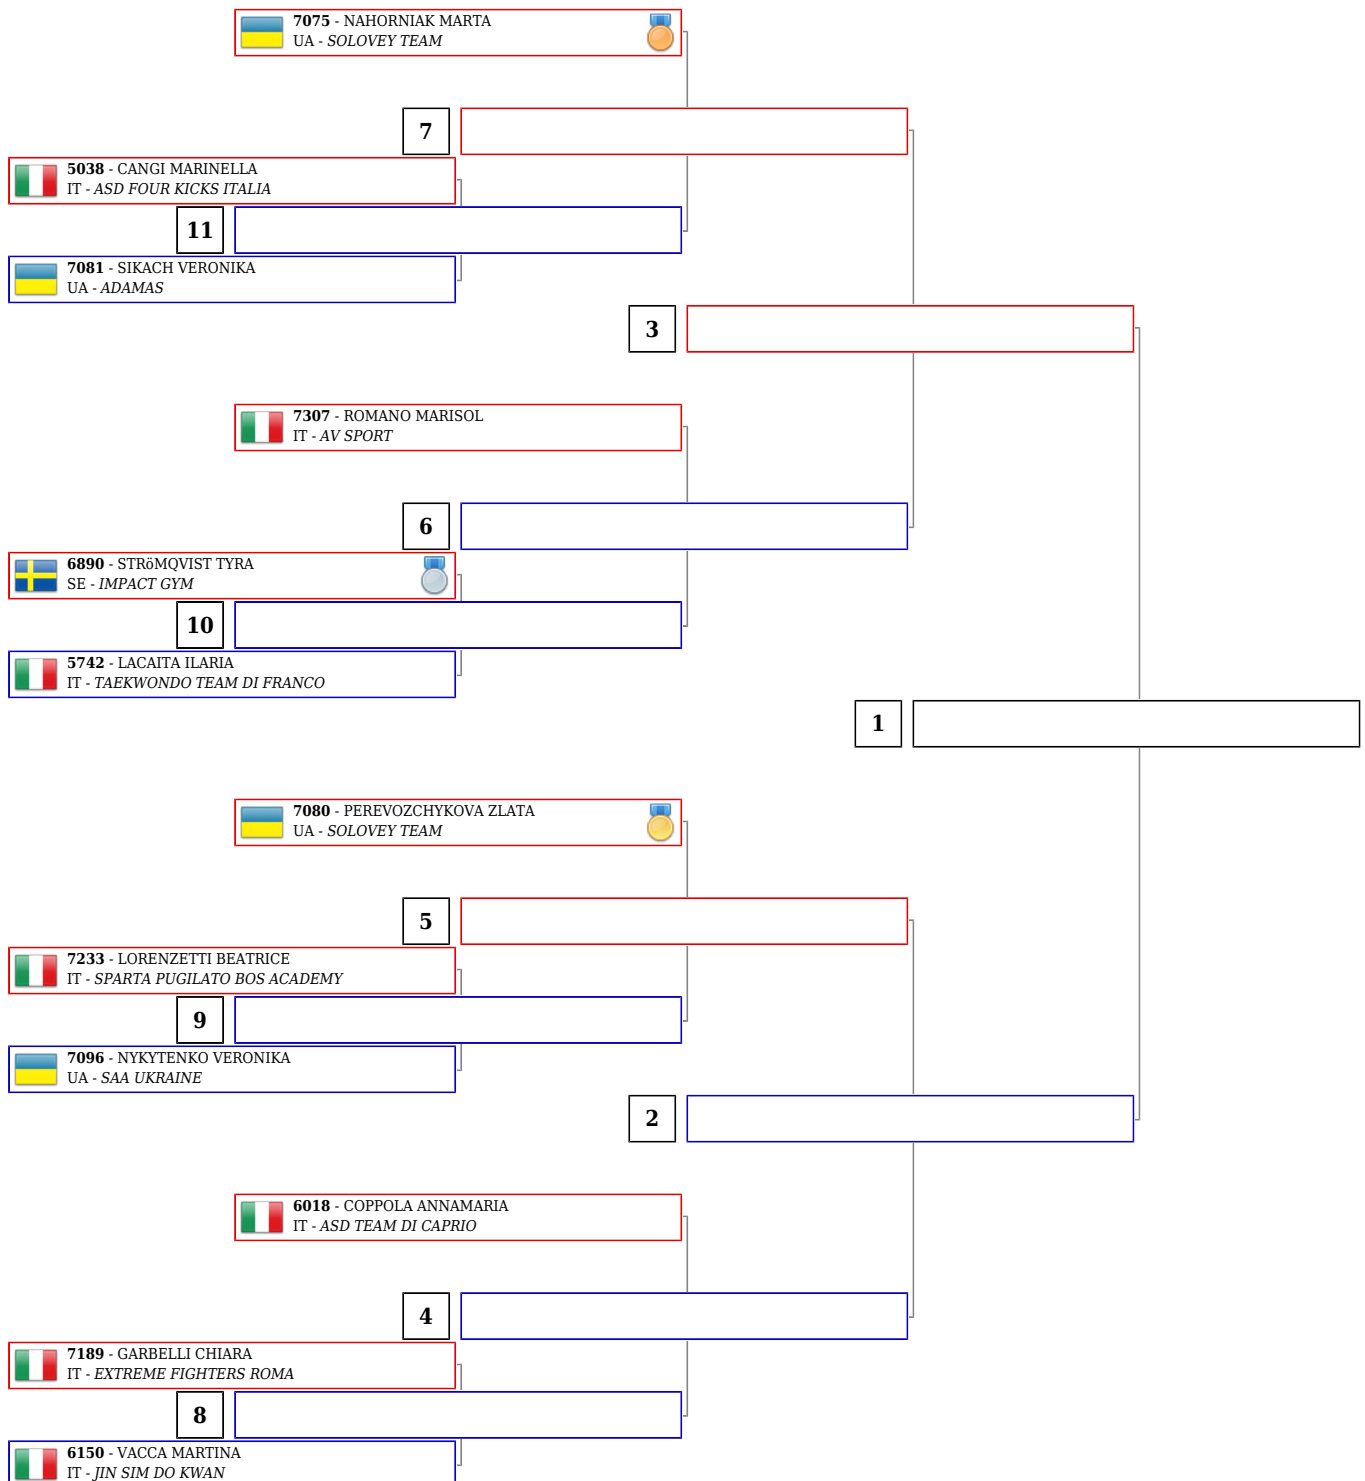 7075 - NAHORNIAK MARTA
UA - SOLOVEY TEAM
7
5038 - CANGI MARINELLA
IT - ASD FOUR KICKS ITALIA
11
7081 - SIKACH VERONIKA
UA - ADAMAS
3
7307 - ROMANO MARISOL
IT - AV SPORT
6
6890 - STRöMQVIST TYRA
SE - IMPACT GYM
10
5742 - LACAITA ILARIA
IT - TAEKWONDO TEAM DI FRANCO
1
7080 - PEREVOZCHYKOVA ZLATA
UA - SOLOVEY TEAM
5
7233 - LORENZETTI BEATRICE
IT - SPARTA PUGILATO BOS ACADEMY
9
7096 - NYKYTENKO VERONIKA
UA - SAA UKRAINE
2
6018 - COPPOLA ANNAMARIA
IT - ASD TEAM DI CAPRIO
4
7189 - GARBELLI CHIARA
IT - EXTREME FIGHTERS ROMA
8
6150 - VACCA MARTINA
IT - JIN SIM DO KWAN